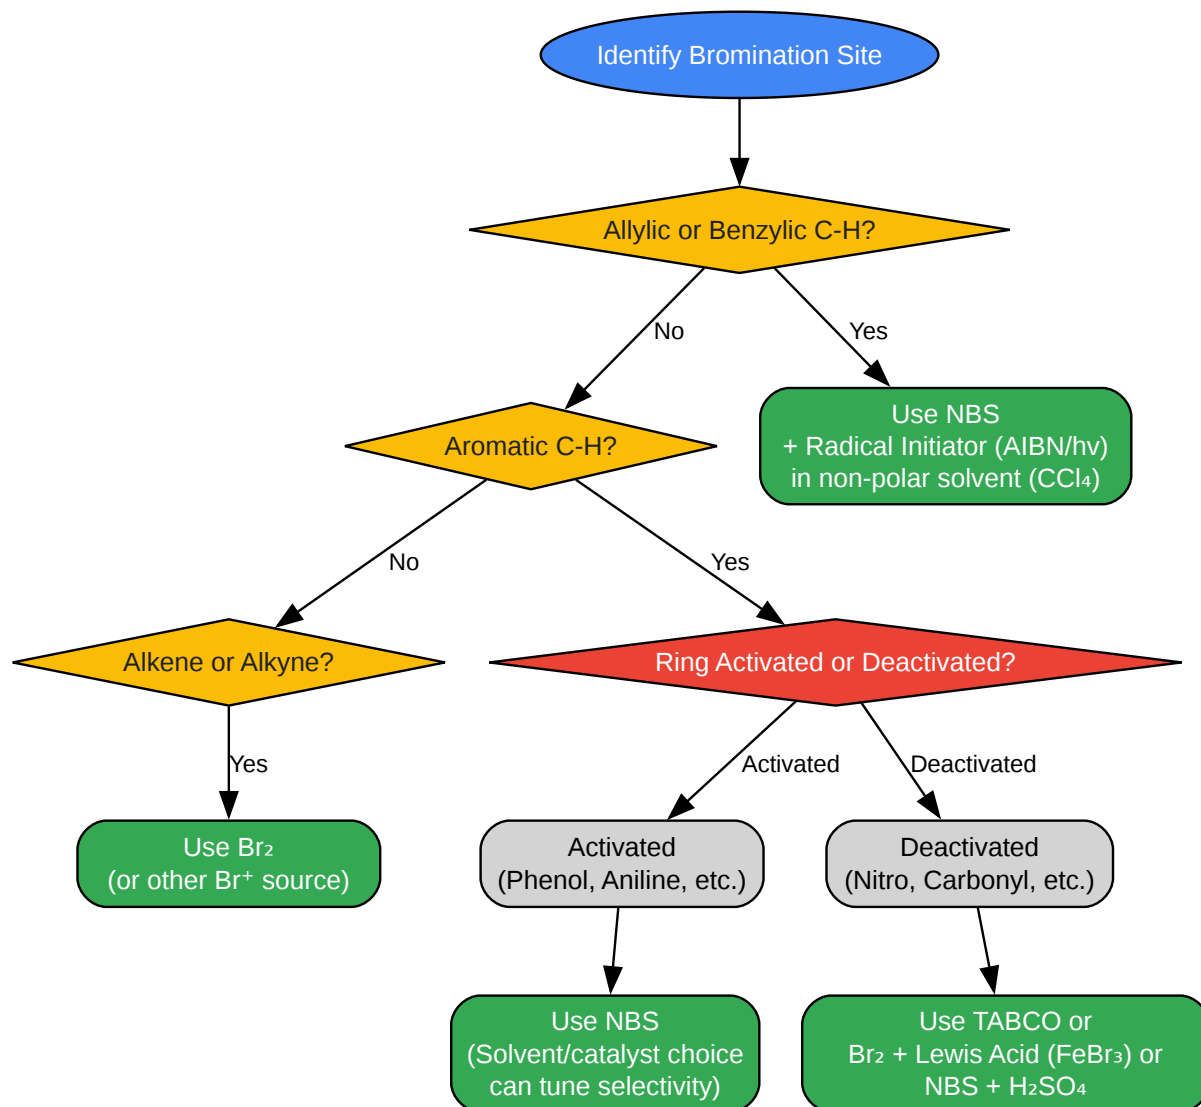 Identify Bromination Site
Allylic or Benzylic C-H?
No
Yes
Use NBS
+ Radical Initiator (AIBN/hv)
in non-polar solvent (CCl₄)
Aromatic C-H?
No
Yes
Alkene or Alkyne?
Ring Activated or Deactivated?
Yes
Activated
Deactivated
Use Br₂
(or other Br⁺ source)
Activated
(Phenol, Aniline, etc.)
Deactivated
(Nitro, Carbonyl, etc.)
Use NBS
(Solvent/catalyst choice
can tune selectivity)
Use TABCO or
Br₂ + Lewis Acid (FeBr₃) or
NBS + H₂SO₄